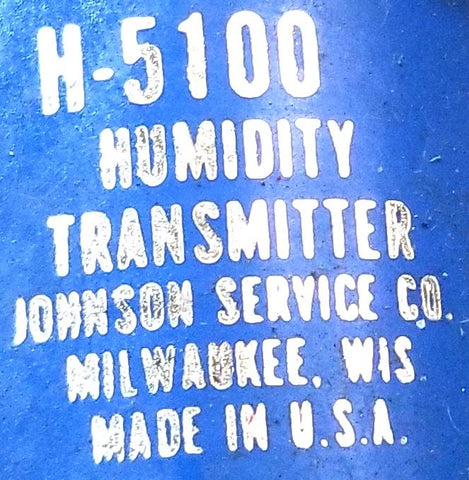 H-5100
HUMIDITY
TRANSMITTER
JOHNSON SERVICE CO.
MILWAUKEE, WIS
MADE IN U.S.A.